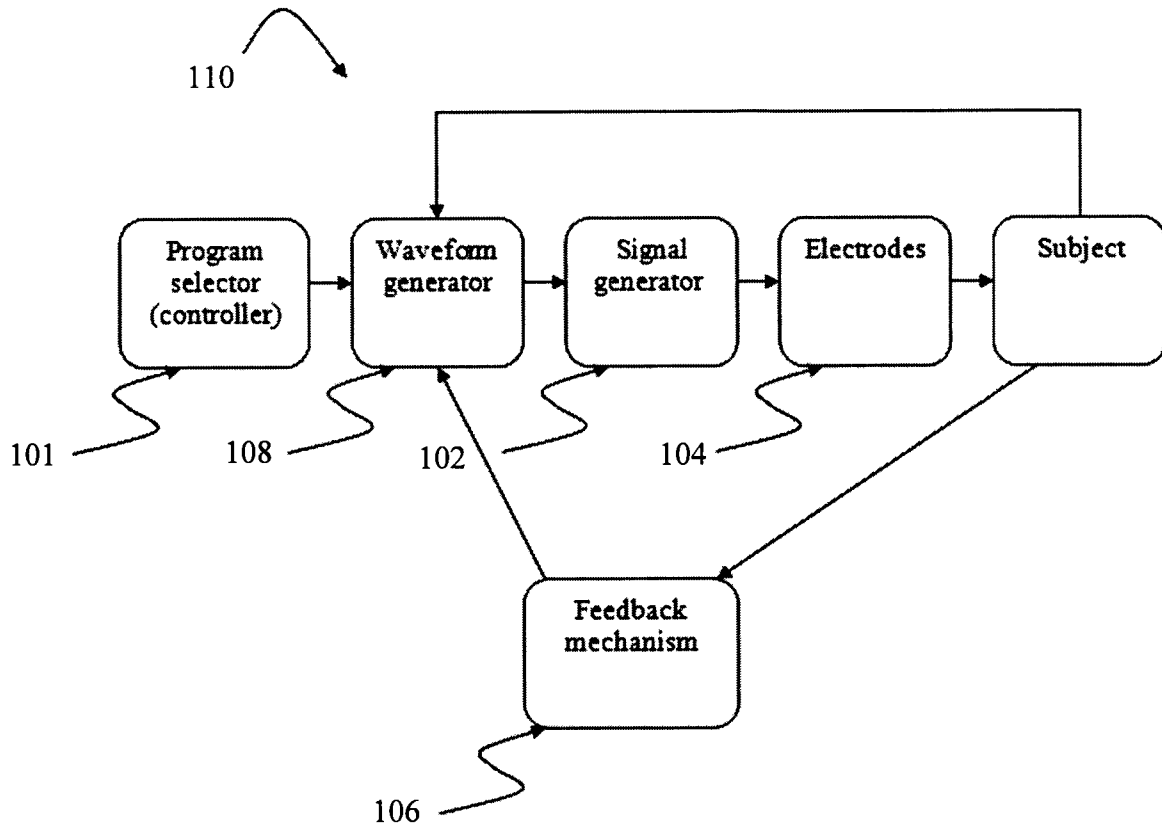 110
Program
selector
(controller)
Waveform
generator
Signal
generator
Electrodes
Subject
101
108
102
104
Feedback
mechanism
106